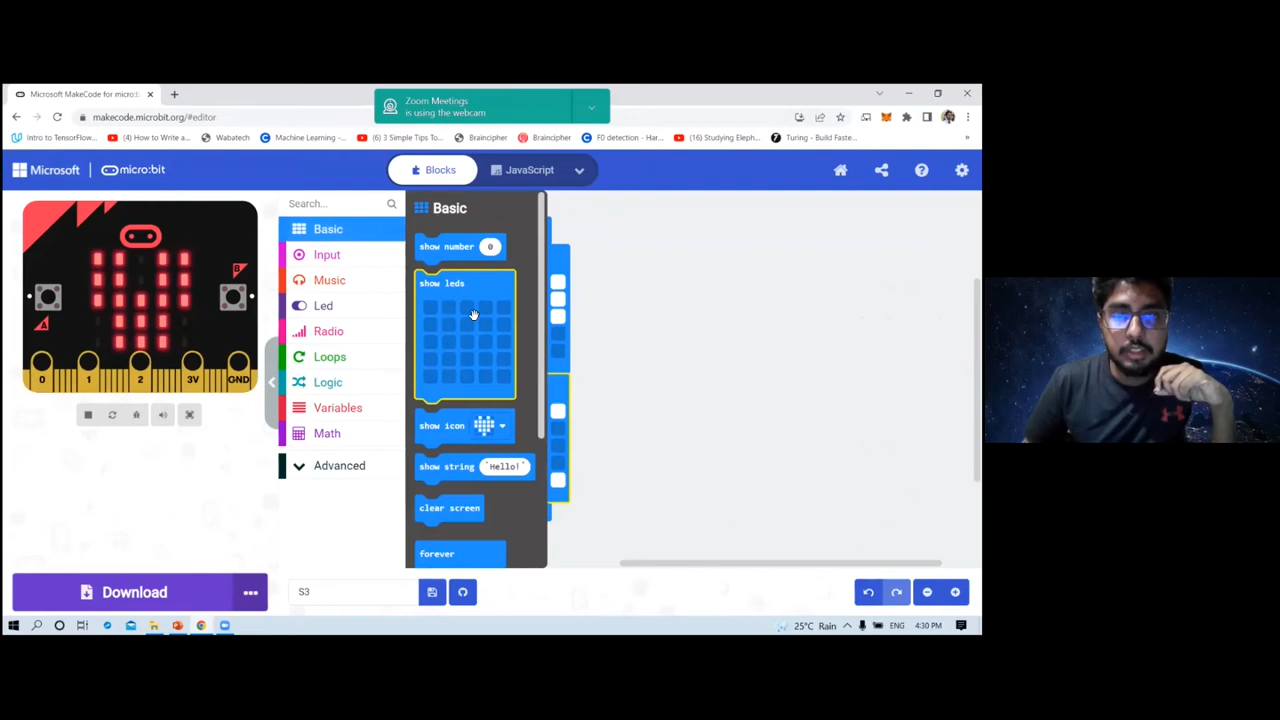 Microsoft MakeCode for micro:
Zoom Meetings
is using the webcam
makecode.microbit.org/#editor
Intro to TensorFlow...
(4) How to Write a...
Wabatech
Machine Learning -...
(6) 3 Simple Tips To...
Braincipher
Braincipher
F0 detection - Har...
(16) Studying Eleph...
Turing - Build Faste...
»
Microsoft
micro:bit
Blocks
JavaScript
Search...
Basic
Input
Music
Led
Radio
Loops
Logic
Variables
Math
Advanced
Basic
show number 0
show leds
show icon
show string "Hello!"
clear screen
forever
A
B
0 1 2 3V GND
Download
S3
25°C Rain
ENG
4:30 PM